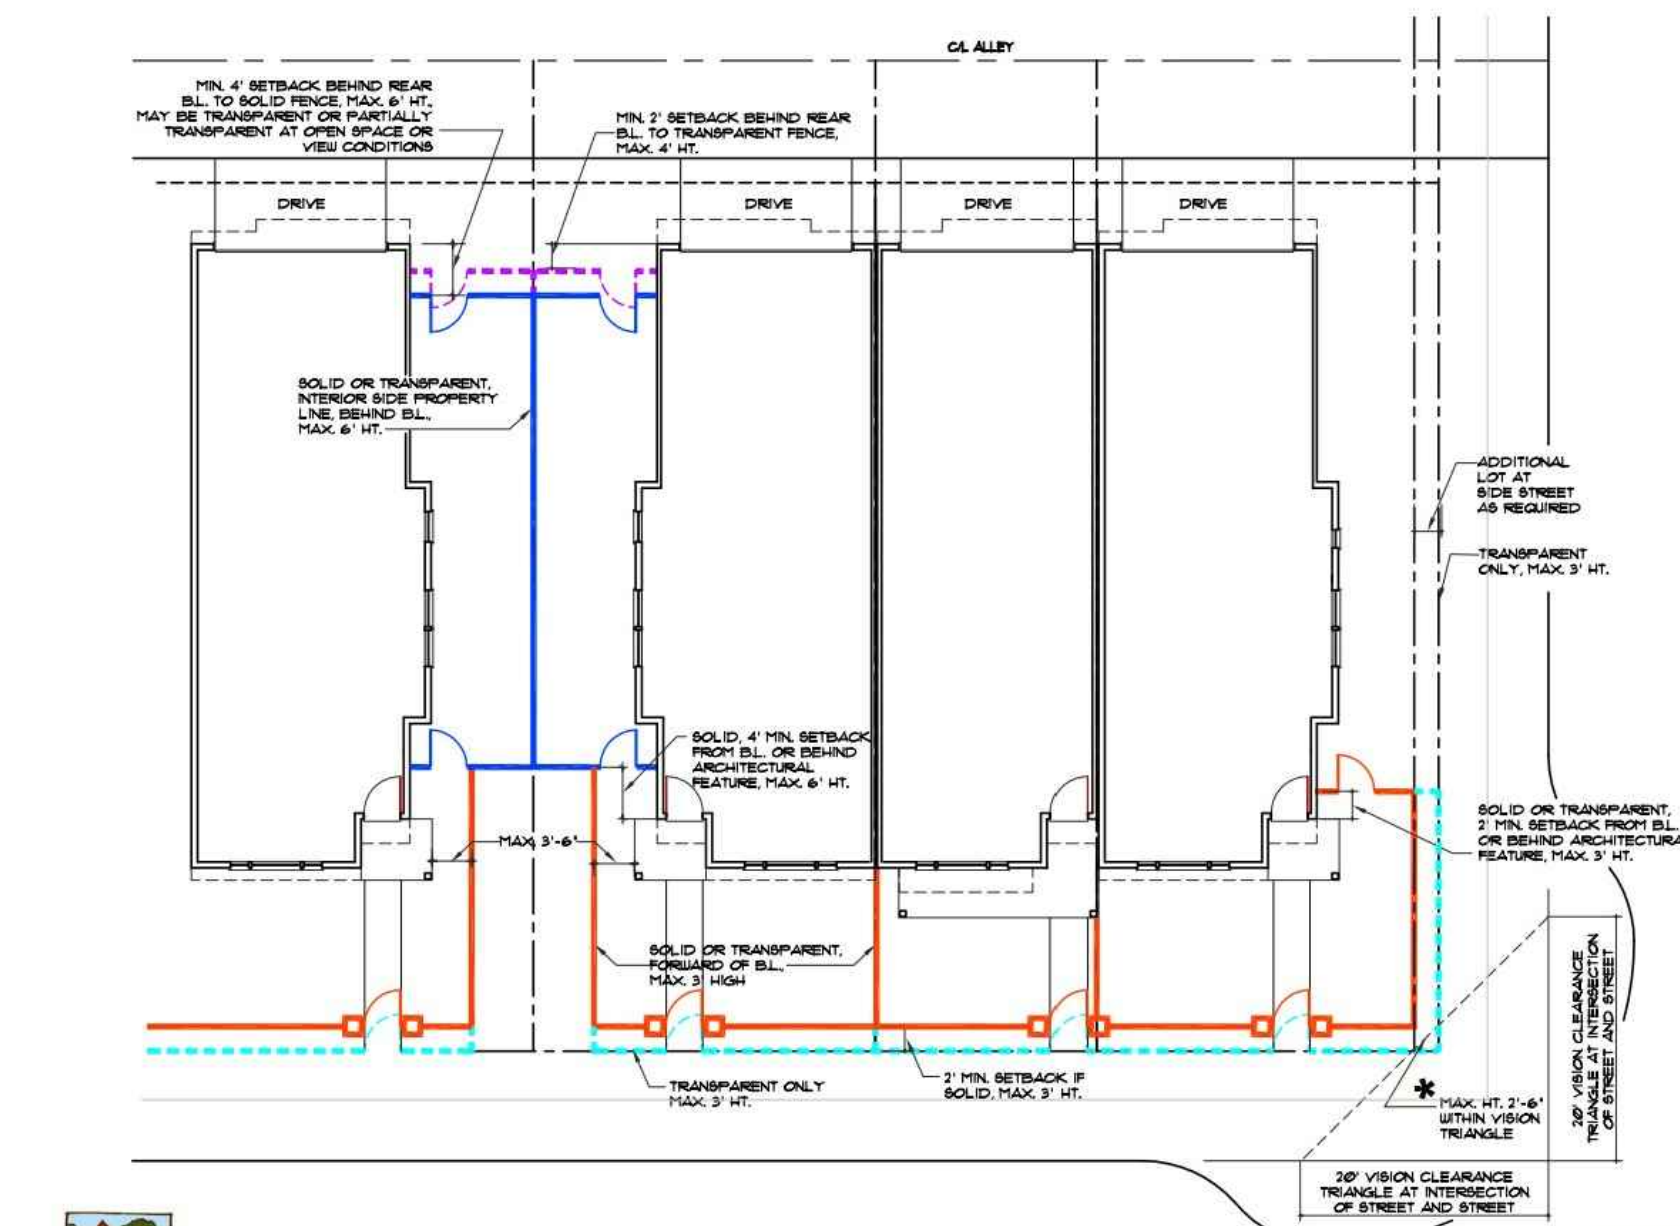 C/L ALLEY
MIN. 4' SETBACK BEHIND REAR
B.L. TO SOLID FENCE, MAX. 6' HT.,
MAY BE TRANSPARENT OR PARTIALLY
TRANSPARENT AT OPEN SPACE OR
VIEW CONDITIONS
MIN. 2' SETBACK BEHIND REAR
B.L. TO TRANSPARENT FENCE,
MAX. 4' HT.
DRIVE
DRIVE
DRIVE
DRIVE
SOLID OR TRANSPARENT,
INTERIOR SIDE PROPERTY
LINE, BEHIND B.L.,
MAX. 6' HT.
ADDITIONAL
LOT AT
SIDE STREET
AS REQUIRED
TRANSPARENT
ONLY, MAX. 3' HT.
SOLID, 4' MIN. SETBACK
FROM B.L. OR BEHIND
ARCHITECTURAL
FEATURE, MAX. 6' HT.
MAX. 3'-6"
SOLID OR TRANSPARENT,
2' MIN. SETBACK FROM B.L.
OR BEHIND ARCHITECTURA
FEATURE, MAX. 3' HT.
SOLID OR TRANSPARENT,
FORWARD OF B.L.,
MAX. 3' HIGH
TRANSPARENT ONLY
MAX. 3' HT.
2' MIN. SETBACK IF
SOLID, MAX. 3' HT.
*
MAX. HT. 2'-6"
WITHIN VISION
TRIANGLE
20' VISION CLEARANCE
TRIANGLE AT INTERSECTION
OF STREET AND STREET
20' VISION CLEARANCE
TRIANGLE AT INTERSECTION
OF STREET AND STREET